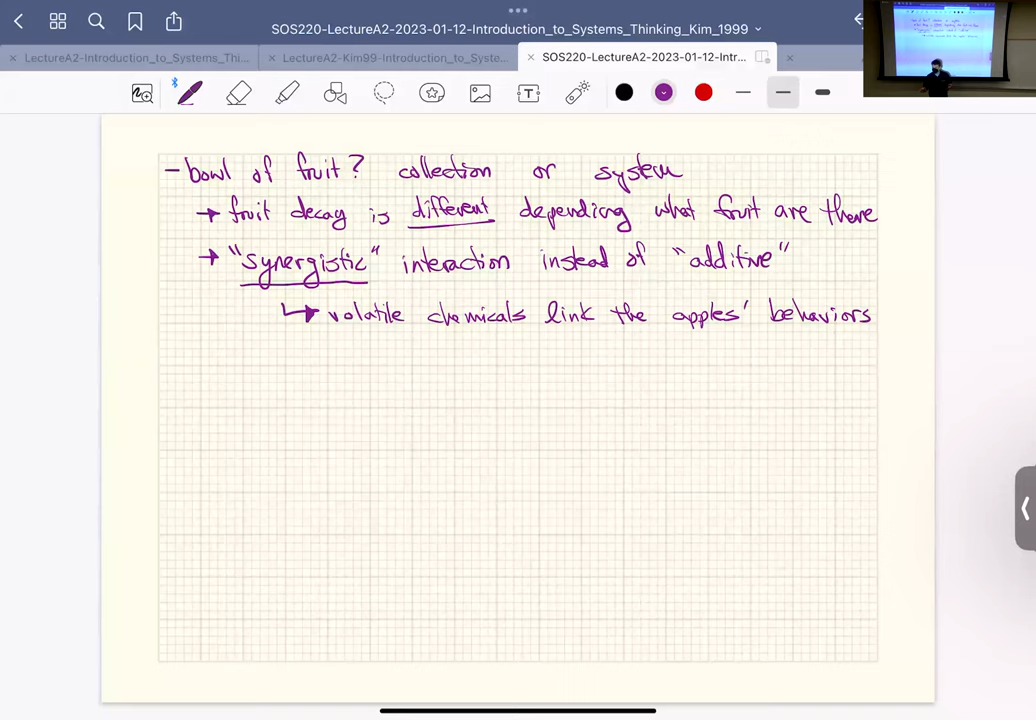 SOS220-LectureA2-2023-01-12-Introduction_to_Systems_Thinking_Kim_1999
LectureA2-Introduction_to_Systems_Thi...
LectureA2-Kim99-Introduction_to_Syste...
SOS220-LectureA2-2023-01-12-Intr...
- bowl of fruit? collection or system
→ fruit decay is different depending what fruit are there
→ "synergistic" interaction instead of "additive"
↳ volatile chemicals link the apples' behaviors